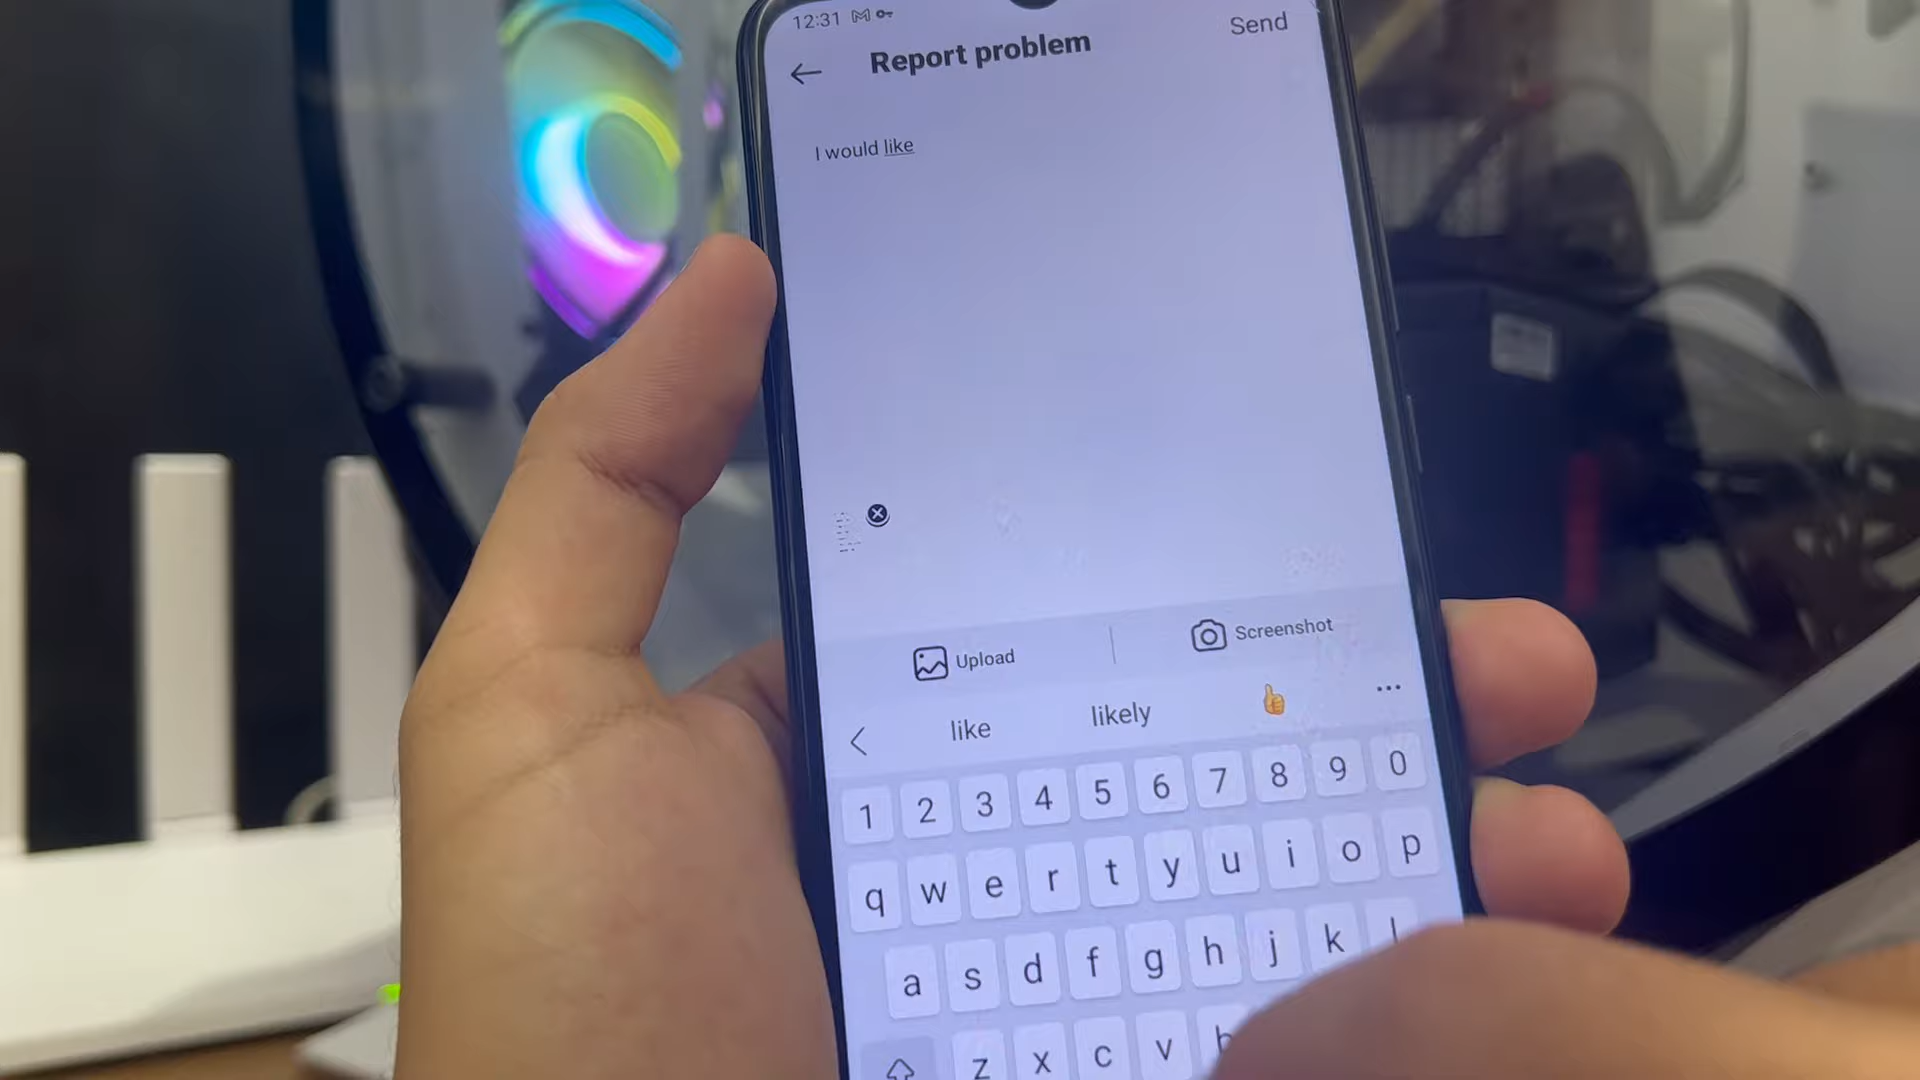 12:31
Report problem
Send
I would like
Upload
Screenshot
like
likely
1 2 3 4 5 6 7 8 9 0
q w e r t y u i o p
a s d f g h j k l
z x c v b